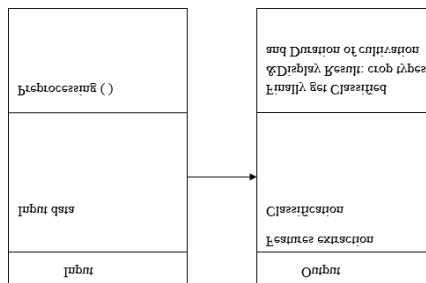 Input
Input data
Preprocessing ( )
Output
Features extraction
Classification
Finally get Classified
&Display Result: crop types
and Duration of cultivation